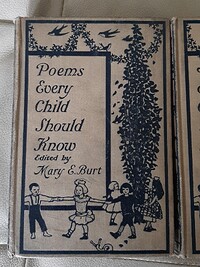 Poems
Every
Child
Should
Know
Edited by
Mary E. Burt